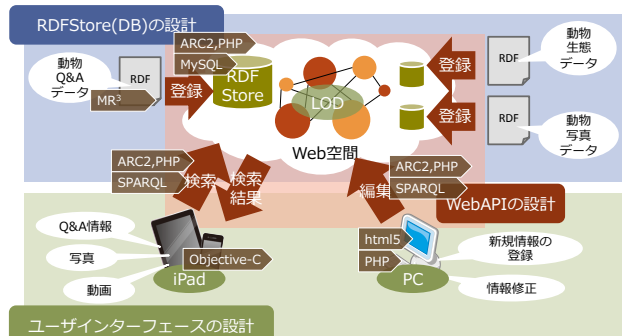 RDFStore(DB)の設計
ARC2,PHP
MySQL
動物
Q&A
データ
RDF
MR³
登録
RDF
Store
LOD
Web空間
登録
登録
RDF
動物
生態
データ
RDF
動物
写真
データ
ARC2,PHP
SPARQL
検索
検索
結果
編集
ARC2,PHP
SPARQL
WebAPIの設計
Q&A情報
写真
動画
Objective-C
iPad
html5
PHP
PC
新規情報の
登録
情報修正
ユーザインターフェースの設計